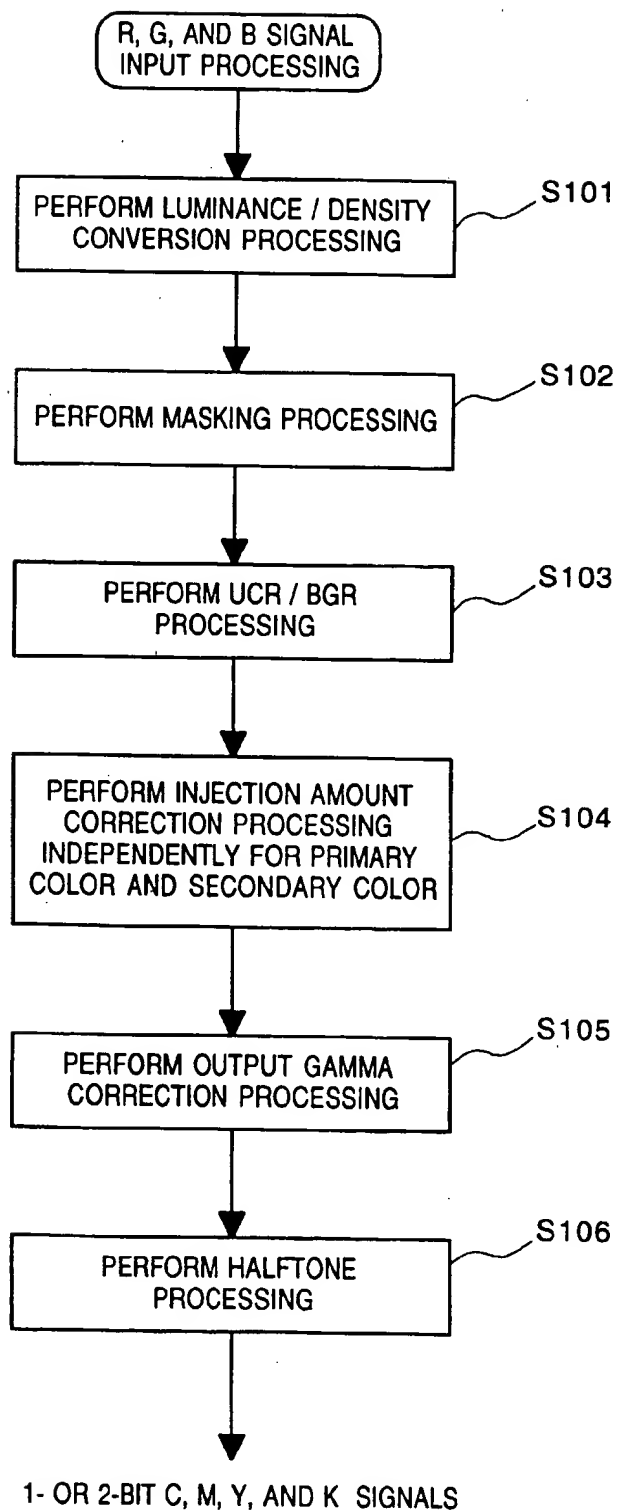 R, G, AND B SIGNAL
INPUT PROCESSING
S101
PERFORM LUMINANCE / DENSITY
CONVERSION PROCESSING
S102
PERFORM MASKING PROCESSING
S103
PERFORM UCR / BGR
PROCESSING
S104
PERFORM INJECTION AMOUNT
CORRECTION PROCESSING
INDEPENDENTLY FOR PRIMARY
COLOR AND SECONDARY COLOR
S105
PERFORM OUTPUT GAMMA
CORRECTION PROCESSING
S106
PERFORM HALFTONE
PROCESSING
1- OR 2-BIT C, M, Y, AND K SIGNALS